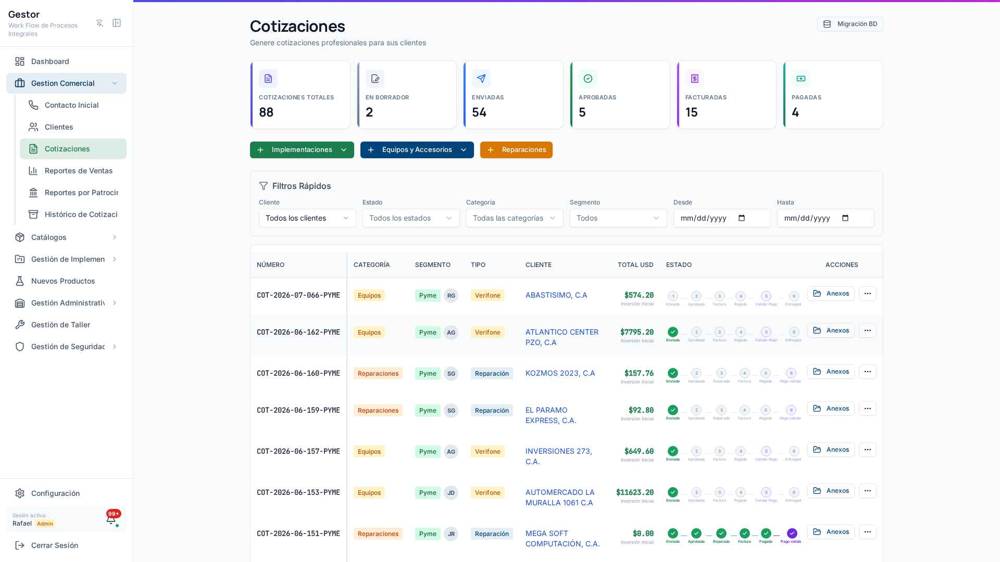 Gestor
Work Flow de Procesos
Integrales
Dashboard
Gestion Comercial
Contacto Inicial
Clientes
Cotizaciones
Reportes de Ventas
Reportes por Patrocin
Histórico de Cotizaci
Catálogos
Gestión de Implemen
Nuevos Productos
Gestión Administrativ
Gestión de Taller
Gestión de Seguridad
Configuración
Sesión activa:
Rafael Admin
99+
Cerrar Sesión
Cotizaciones
Genere cotizaciones profesionales para sus clientes
Migración BD
COTIZACIONES TOTALES
88
EN BORRADOR
2
ENVIADAS
54
APROBADAS
5
FACTURADAS
15
PAGADAS
4
Implementaciones
Equipos y Accesorios
Reparaciones
Filtros Rápidos
Cliente Estado Categoría Segmento Desde Hasta
Todos los clientes Todos los estados Todas las categorías Todos mm/dd/yyyy mm/dd/yyyy
NÚMERO CATEGORÍA SEGMENTO TIPO CLIENTE TOTAL USD ESTADO ACCIONES
COT-2026-07-066-PYME Equipos Pyme RG Verifone ABASTISIMO, C.A $574.20 1 2 3 4 5 6 Anexos
Inversión Inicial Enviada Aprobada Factura Pagada Validar Pago Entregad
COT-2026-06-162-PYME Equipos Pyme AG Verifone ATLANTICO CENTER $7795.20 2 3 4 5 6 Anexos
PZO, C.A Inversión Inicial Enviada Aprobada Factura Pagada Validar Pago Entregad
COT-2026-06-160-PYME Reparaciones Pyme SG Reparación KOZMOS 2023, C.A $157.76 2 3 4 5 6 Anexos
Inversión Inicial Enviada Aprobada Reparada Factura Pagada Pago validad
COT-2026-06-159-PYME Reparaciones Pyme SG Reparación EL PARAMO $92.80 2 3 4 5 6 Anexos
EXPRESS, C.A. Inversión Inicial Enviada Aprobada Reparada Factura Pagada Pago validad
COT-2026-06-157-PYME Equipos Pyme AG Verifone INVERSIONES 273, $649.60 2 3 4 5 6 Anexos
C.A. Inversión Inicial Enviada Aprobada Factura Pagada Validar Pago Entregad
COT-2026-06-153-PYME Equipos Pyme JD Verifone AUTOMERCADO LA $11623.20 2 3 4 5 6 Anexos
MURALLA 1061 C.A Inversión Inicial Enviada Aprobada Factura Pagada Validar Pago Entregad
COT-2026-06-151-PYME Reparaciones Pyme JR Reparación MEGA SOFT $0.00 Anexos
COMPUTACIÓN, C.A. Inversión Inicial Enviada Aprobada Reparada Factura Pagada Pago valida